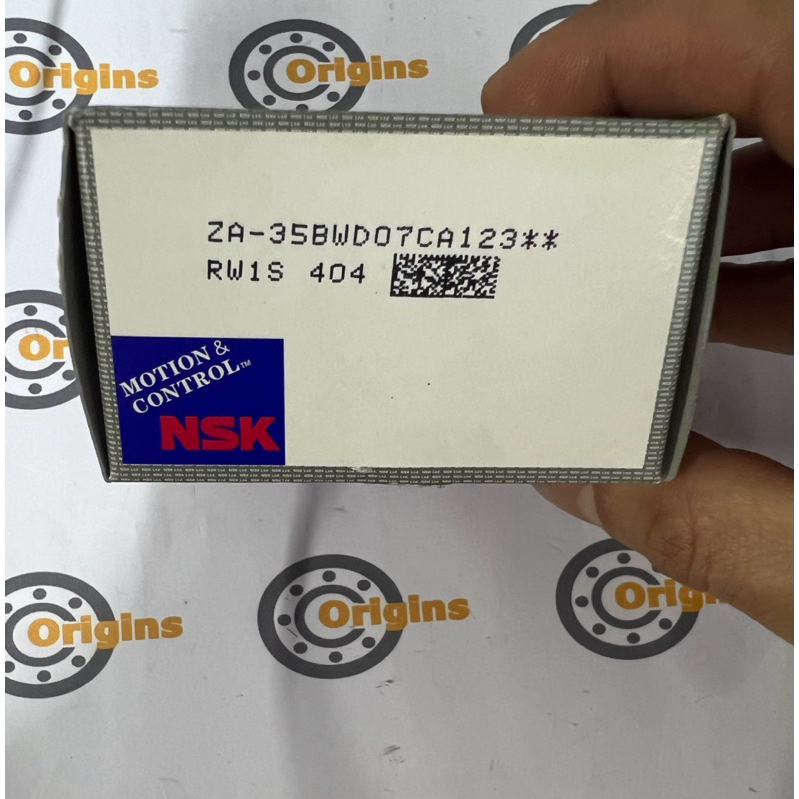 Origins
Origins
ZA-35BWD07CA123**
RW1S 404
Or
MOTION &
CONTROL™
NSK
Origins
Origins
Origins